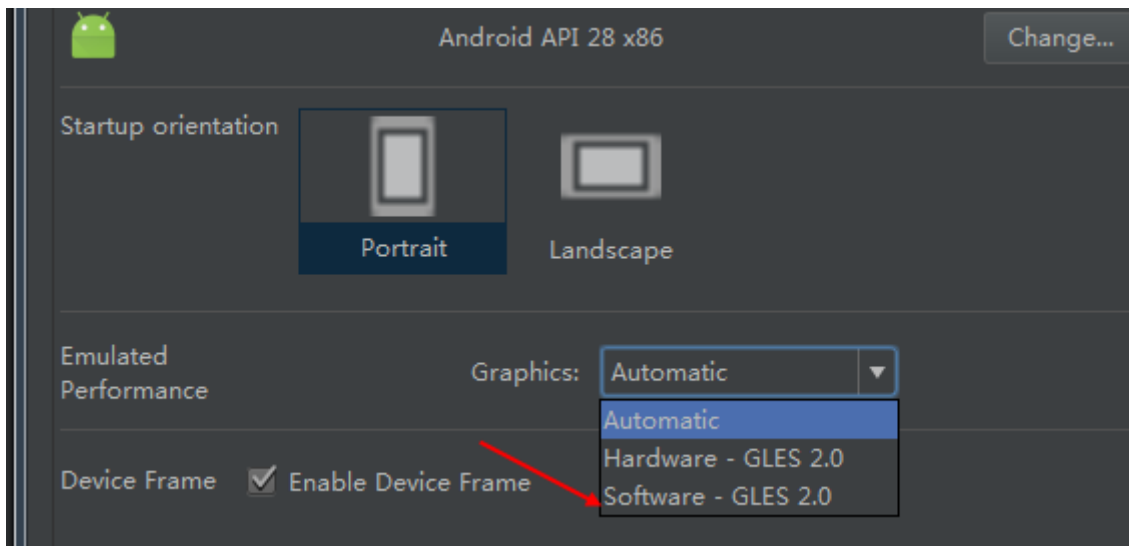 Android API 28 x86
Change...
Startup orientation
Portrait
Landscape
Emulated
Performance
Graphics:
Automatic
Automatic
Hardware - GLES 2.0
Software - GLES 2.0
Device Frame
Enable Device Frame